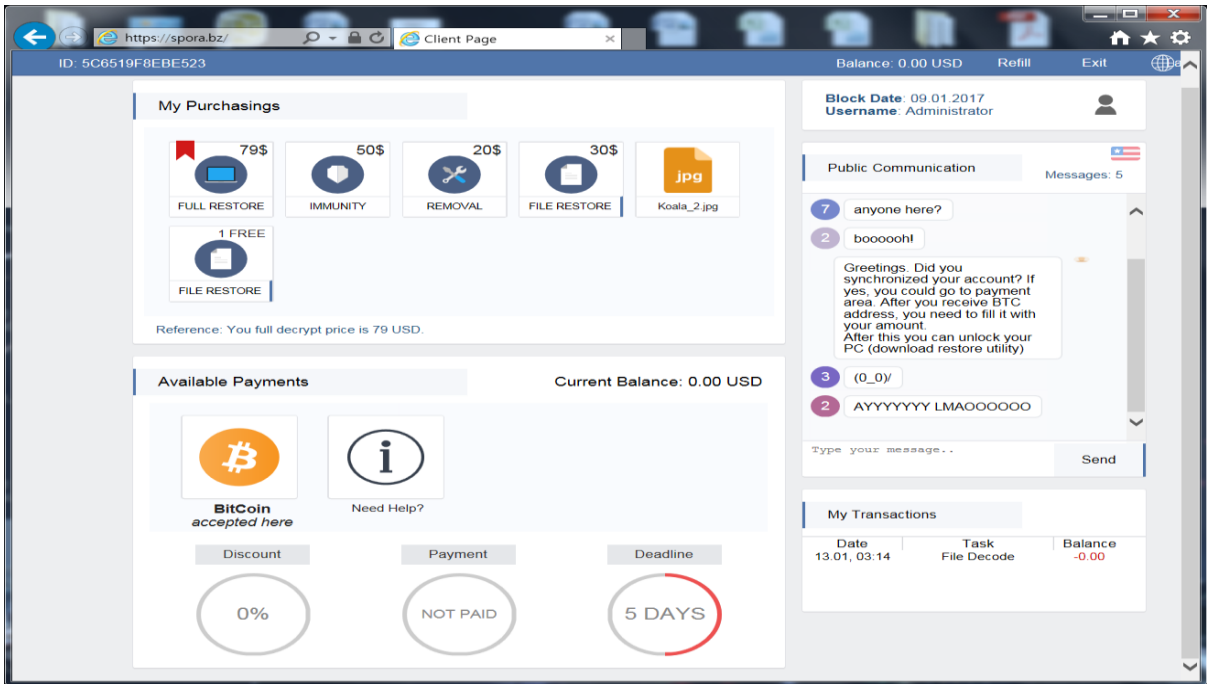 https://spora.bz/
Client Page
ID: 5C6519F8EBE523
Balance: 0.00 USD
Refill
Exit
My Purchasings
79$
FULL RESTORE
50$
IMMUNITY
20$
REMOVAL
30$
FILE RESTORE
jpg
Koala_2.jpg
1 FREE
FILE RESTORE
Reference: You full decrypt price is 79 USD.
Available Payments
Current Balance: 0.00 USD
BitCoin
accepted here
i
Need Help?
Discount
Payment
Deadline
0%
NOT PAID
5 DAYS
Block Date: 09.01.2017
Username: Administrator
Public Communication
Messages: 5
7
anyone here?
2
boooooh!
Greetings. Did you
synchronized your account? If
yes, you could go to payment
area. After you receive BTC
address, you need to fill it with
your amount.
After this you can unlock your
PC (download restore utility)
3
(0_0)/
2
AYYYYYYY LMAOOOOOO
Type your message..
Send
My Transactions
Date
Task
Balance
13.01, 03:14
File Decode
-0.00